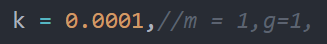 k = 0.0001,//m = 1,g=1,